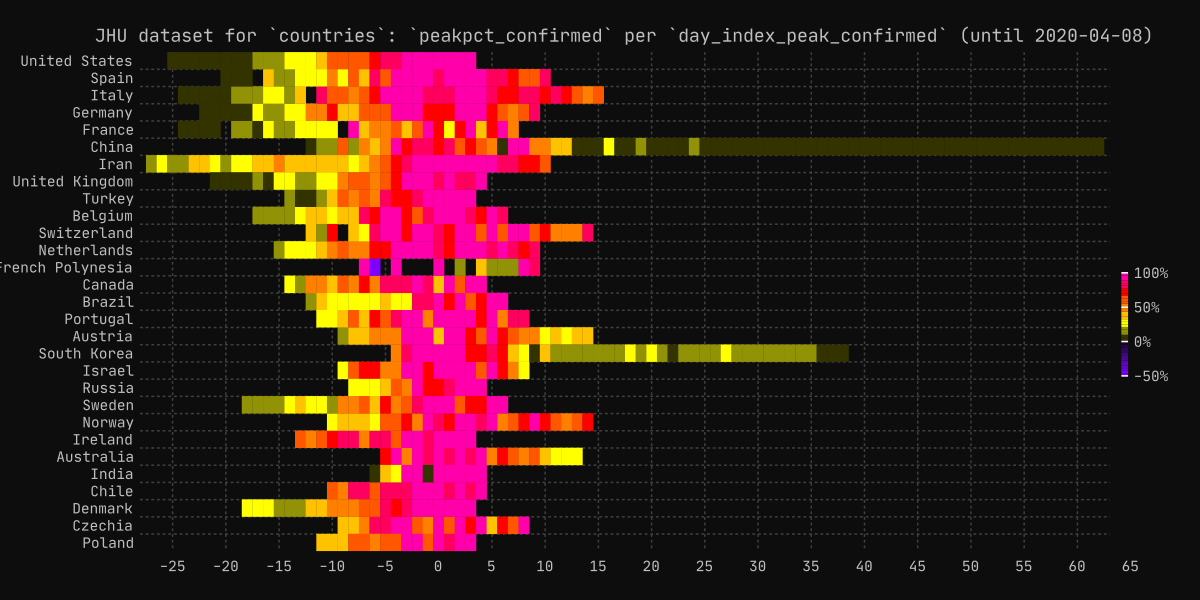 JHU dataset for `countries`: `peakpct_confirmed` per `day_index_peak_confirmed` (until 2020-04-08)
United States
Spain
Italy
Germany
France
China
Iran
United Kingdom
Turkey
Belgium
Switzerland
Netherlands
French Polynesia
Canada
Brazil
Portugal
Austria
South Korea
Israel
Russia
Sweden
Norway
Ireland
Australia
India
Chile
Denmark
Czechia
Poland
100%
50%
0%
-50%
-25 -20 -15 -10 -5 0 5 10 15 20 25 30 35 40 45 50 55 60 65